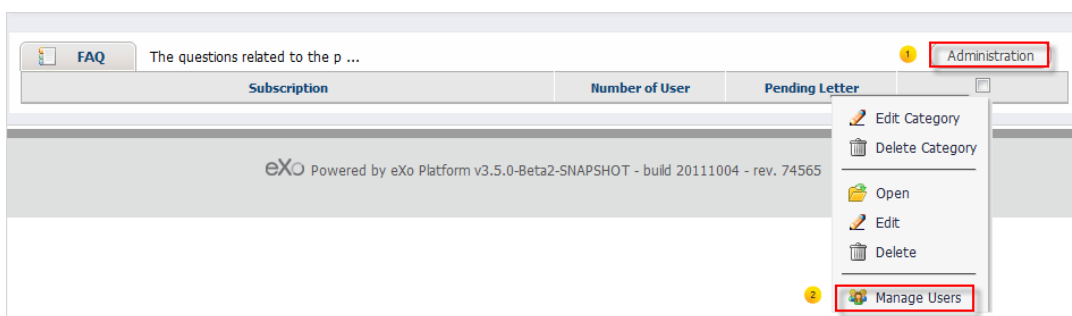 FAQ The questions related to the p ... 1 Administration
Subscription Number of User Pending Letter
Edit Category
Delete Category
eXo Powered by eXo Platform v3.5.0-Beta2-SNAPSHOT - build 20111004 - rev. 74565
Open
Edit
Delete
2 Manage Users